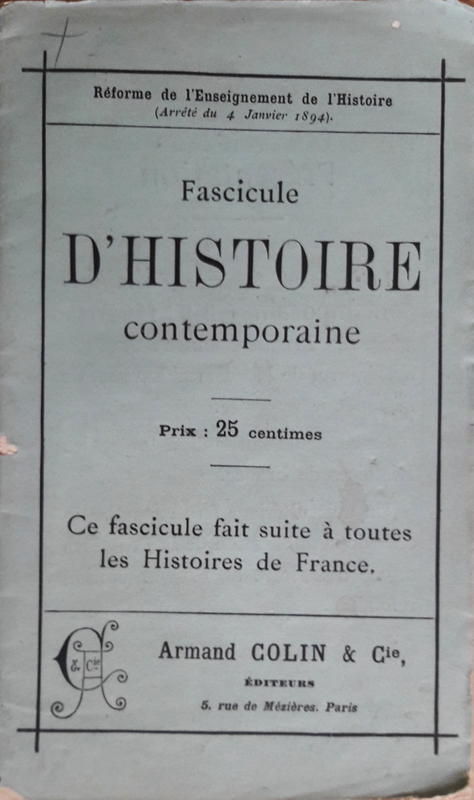 Réforme de l'Enseignement de l'Histoire
(Arrêté du 4 Janvier 1894).
Fascicule
D'HISTOIRE
contemporaine
Prix : 25 centimes
Ce fascicule fait suite à toutes
les Histoires de France.
& Cie
Armand COLIN & Cie,
ÉDITEURS
5, rue de Mézières. Paris